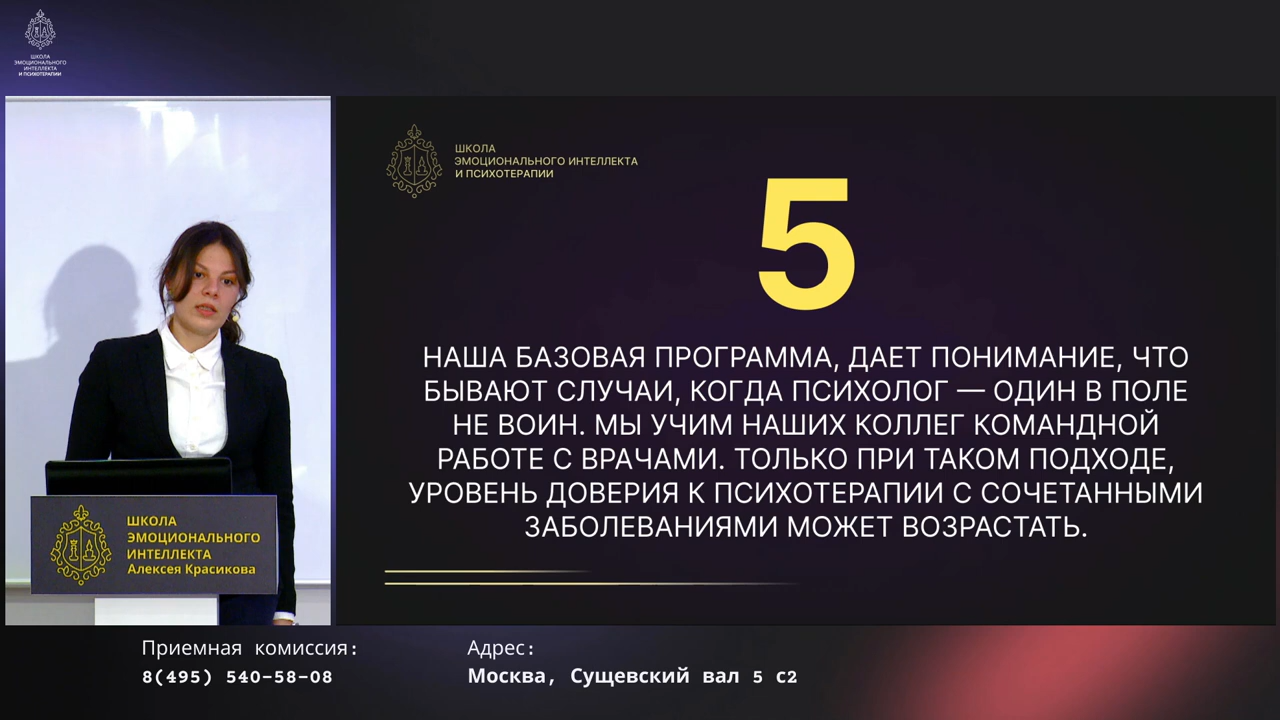 ШКОЛА
ЭМОЦИОНАЛЬНОГО
ИНТЕЛЛЕКТА
И ПСИХОТЕРАПИИ
ШКОЛА
ЭМОЦИОНАЛЬНОГО ИНТЕЛЛЕКТА
И ПСИХОТЕРАПИИ
5
НАША БАЗОВАЯ ПРОГРАММА, ДАЕТ ПОНИМАНИЕ, ЧТО
БЫВАЮТ СЛУЧАИ, КОГДА ПСИХОЛОГ — ОДИН В ПОЛЕ
НЕ ВОИН. МЫ УЧИМ НАШИХ КОЛЛЕГ КОМАНДНОЙ
РАБОТЕ С ВРАЧАМИ. ТОЛЬКО ПРИ ТАКОМ ПОДХОДЕ,
УРОВЕНЬ ДОВЕРИЯ К ПСИХОТЕРАПИИ С СОЧЕТАННЫМИ
ЗАБОЛЕВАНИЯМИ МОЖЕТ ВОЗРАСТАТЬ.
ШКОЛА
ЭМОЦИОНАЛЬНОГО
ИНТЕЛЛЕКТА
Алексея Красикова
Приемная комиссия:
8(495) 540-58-08
Адрес:
Москва, Сущевский вал 5 с2